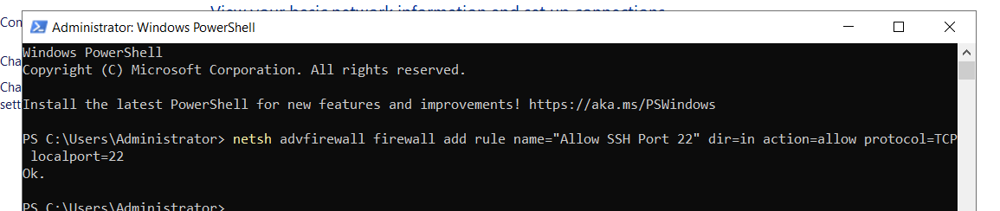 View your basic network information and set up connections
Con
Administrator: Windows PowerShell
Windows PowerShell
Cha
Copyright (C) Microsoft Corporation. All rights reserved.
Cha
sett
Install the latest PowerShell for new features and improvements! https://aka.ms/PSWindows
PS C:\Users\Administrator> netsh advfirewall firewall add rule name="Allow SSH Port 22" dir=in action=allow protocol=TCP
localport=22
Ok.
PS C:\Users\Administrator>